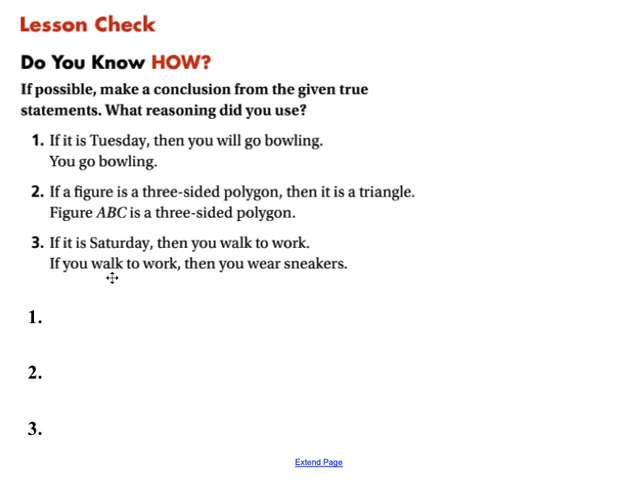 Lesson Check
Do You Know HOW?
If possible, make a conclusion from the given true
statements. What reasoning did you use?
1. If it is Tuesday, then you will go bowling.
You go bowling.
2. If a figure is a three-sided polygon, then it is a triangle.
Figure ABC is a three-sided polygon.
3. If it is Saturday, then you walk to work.
If you walk to work, then you wear sneakers.
1.
2.
3.
Extend Page